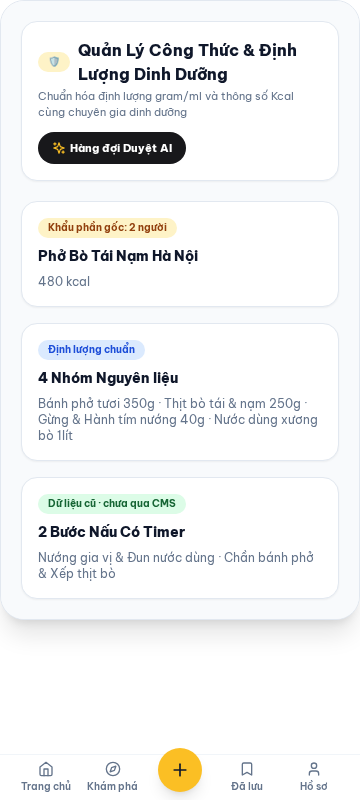 Quản Lý Công Thức & Định
Lượng Dinh Dưỡng
Chuẩn hóa định lượng gram/ml và thông số Kcal
cùng chuyên gia dinh dưỡng
Hàng đợi Duyệt AI
Khẩu phần gốc: 2 người
Phở Bò Tái Nạm Hà Nội
480 kcal
Định lượng chuẩn
4 Nhóm Nguyên liệu
Bánh phở tươi 350g · Thịt bò tái & nạm 250g ·
Gừng & Hành tím nướng 40g · Nước dùng xương
bò 1lít
Dữ liệu cũ · chưa qua CMS
2 Bước Nấu Có Timer
Nướng gia vị & Đun nước dùng · Chần bánh phở
& Xếp thịt bò
Trang chủ
Khám phá
Đã lưu
Hồ sơ